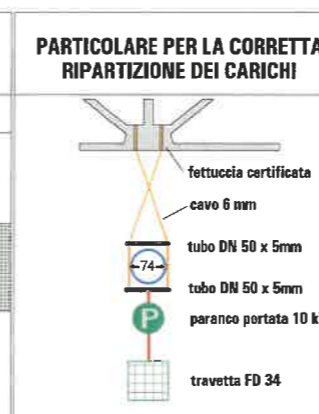 PARTICOLARE PER LA CORRETTA
RIPARTIZIONE DEI CARICHI
fettuccia certificata
cavo 6 mm
tubo DN 50 x 5mm
74
tubo DN 50 x 5mm
P
paranco portata 10 k
travetta FD 34